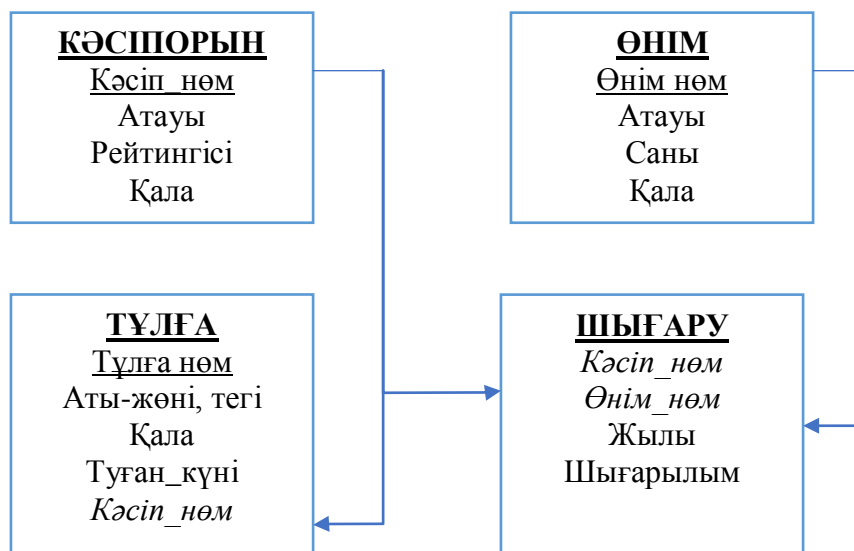 КӘСІПОРЫН
Кәсіп_нөм
Атауы
Рейтингісі
Қала
ӨНІМ
Өнім нөм
Атауы
Саны
Қала
ТҰЛҒА
Тұлға нөм
Аты-жөні, тегі
Қала
Туған_күні
Кәсіп_нөм
ШЫҒАРУ
Кәсіп_нөм
Өнім_нөм
Жылы
Шығарылым